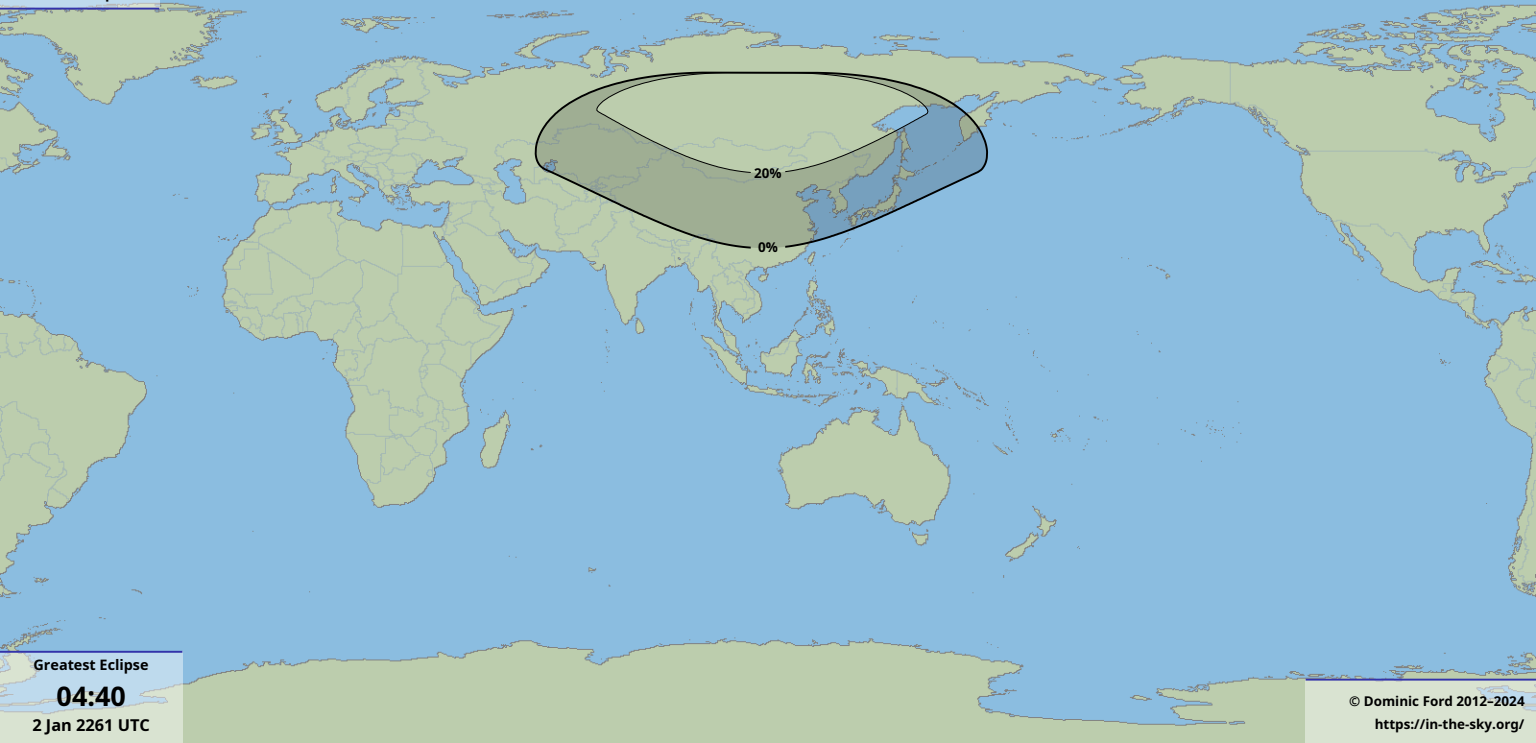 20%
0%
Greatest Eclipse
04:40
2 Jan 2261 UTC
© Dominic Ford 2012–2024
https://in-the-sky.org/